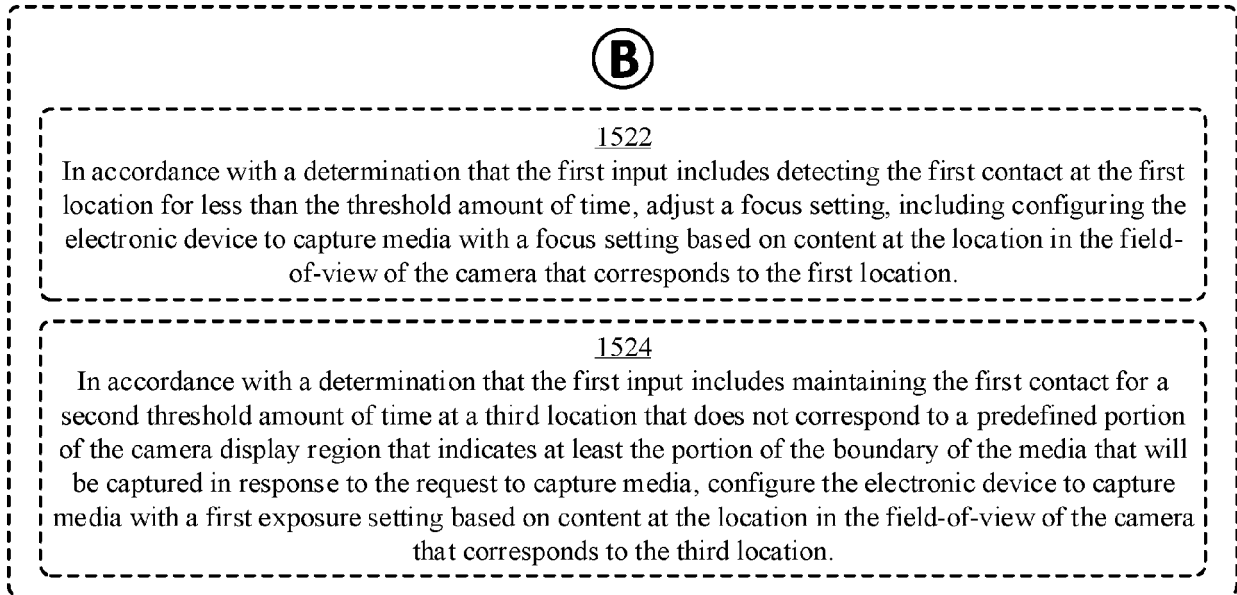 B
1522
In accordance with a determination that the first input includes detecting the first contact at the first
location for less than the threshold amount of time, adjust a focus setting, including configuring the
electronic device to capture media with a focus setting based on content at the location in the field-
of-view of the camera that corresponds to the first location.
1524
In accordance with a determination that the first input includes maintaining the first contact for a
second threshold amount of time at a third location that does not correspond to a predefined portion
of the camera display region that indicates at least the portion of the boundary of the media that will
be captured in response to the request to capture media, configure the electronic device to capture
media with a first exposure setting based on content at the location in the field-of-view of the camera
that corresponds to the third location.